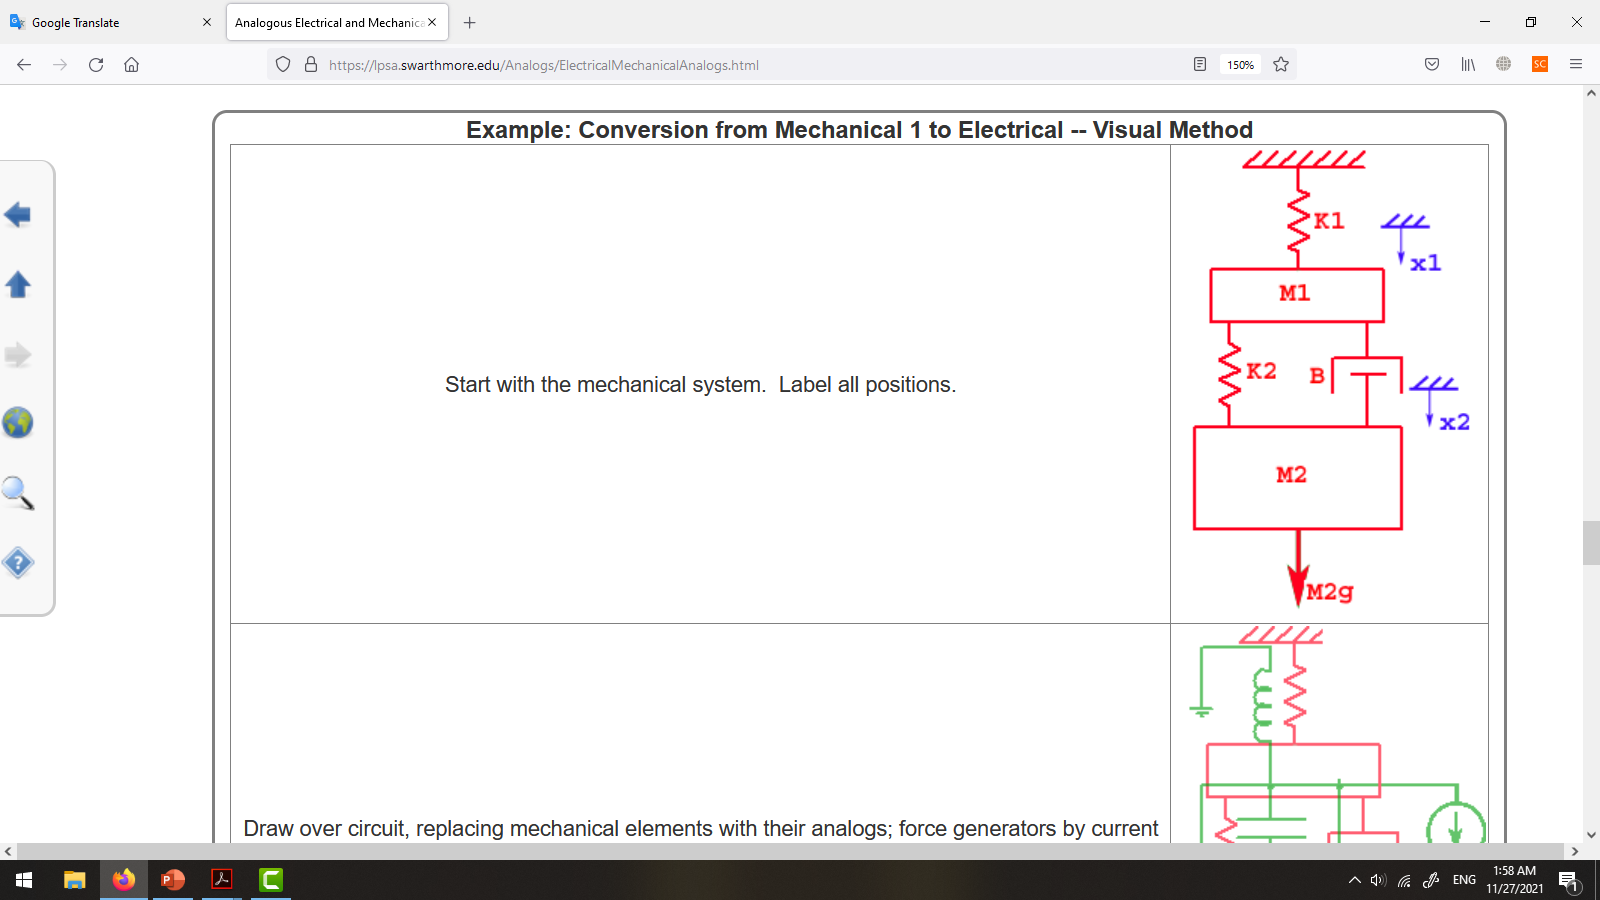 Google Translate
Analogous Electrical and Mechanica
https://lpsa.swarthmore.edu/Analogs/ElectricalMechanicalAnalogs.html
150%
SC
Example: Conversion from Mechanical 1 to Electrical -- Visual Method
Start with the mechanical system.  Label all positions.
K1
x1
M1
K2
B
x2
M2
M2g
Draw over circuit, replacing mechanical elements with their analogs; force generators by current
ENG
1:58 AM
11/27/2021
1